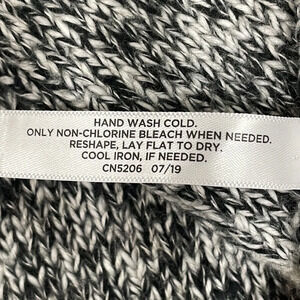 HAND WASH COLD.
ONLY NON-CHLORINE BLEACH WHEN NEEDED.
RESHAPE, LAY FLAT TO DRY.
COOL IRON, IF NEEDED.
CN5206 07/19